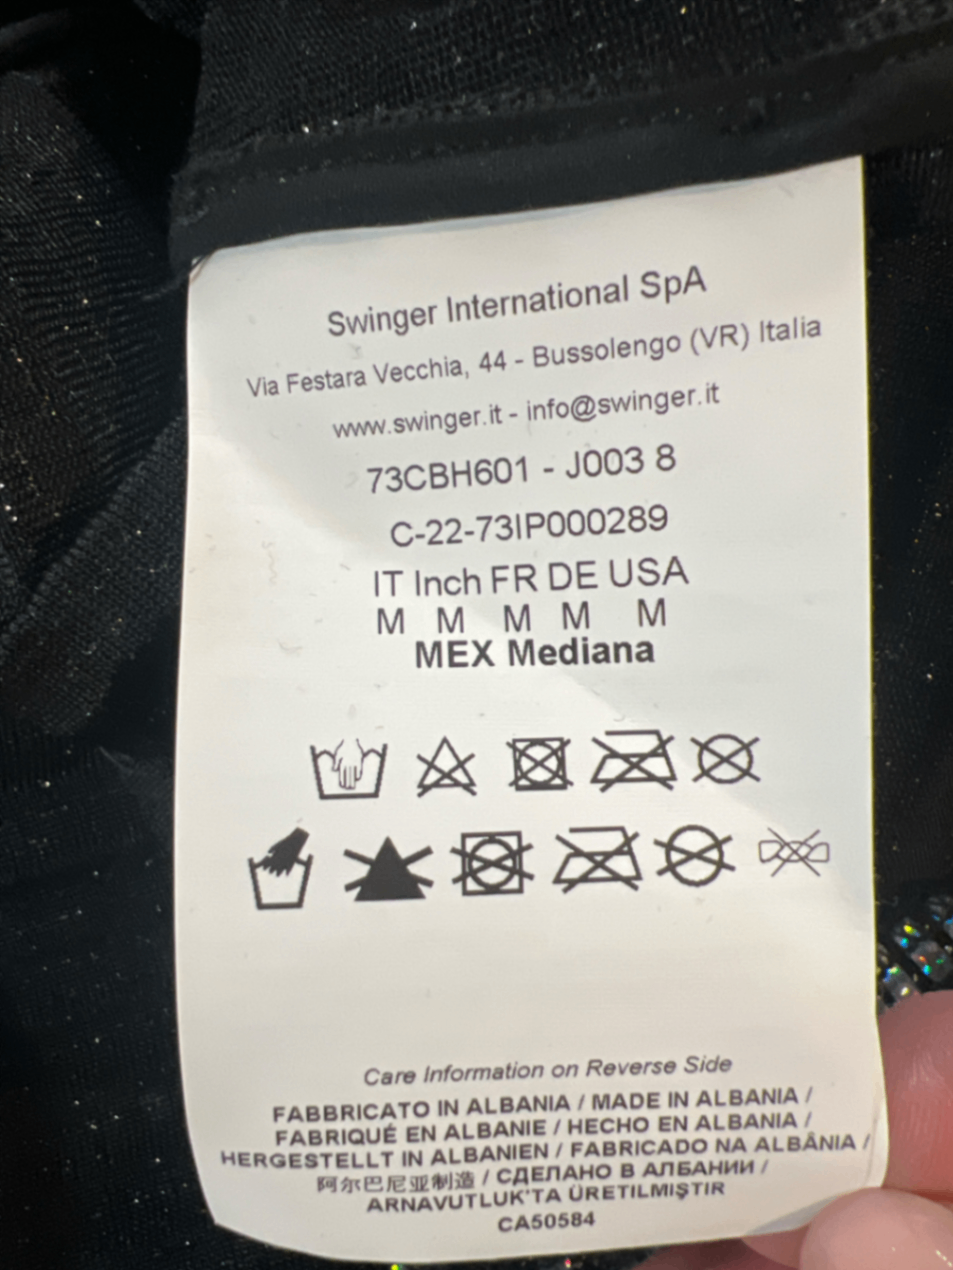 Swinger International SpA
Via Festara Vecchia, 44 - Bussolengo (VR) Italia
www.swinger.it - info@swinger.it
73CBH601 - J003 8
C-22-73IP000289
IT Inch FR DE USA
M M M M M
MEX Mediana
Care Information on Reverse Side
FABBRICATO IN ALBANIA / MADE IN ALBANIA /
FABRIQUÉ EN ALBANIE / HECHO EN ALBANIA /
HERGESTELLT IN ALBANIEN / FABRICADO NA ALBÂNIA /
阿尔巴尼亚制造 / СДЕЛАНО В АЛБАНИИ /
ARNAVUTLUK'TA ÜRETILMIŞTIR
CA50584